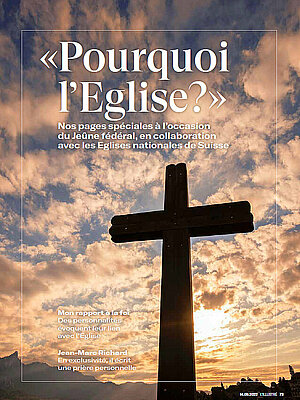 «Pourquoi
l’Eglise?»
Nos pages spéciales à l’occasion
du Jeûne fédéral, en collaboration
avec les Eglises nationales de Suisse
Mon rapport à la foi
Des personnalités
évoquent leur lien
avec l’Eglise
Jean-Marc Richard
En exclusivité, il écrit
une prière personnelle
L’ILLUSTRÉ 73